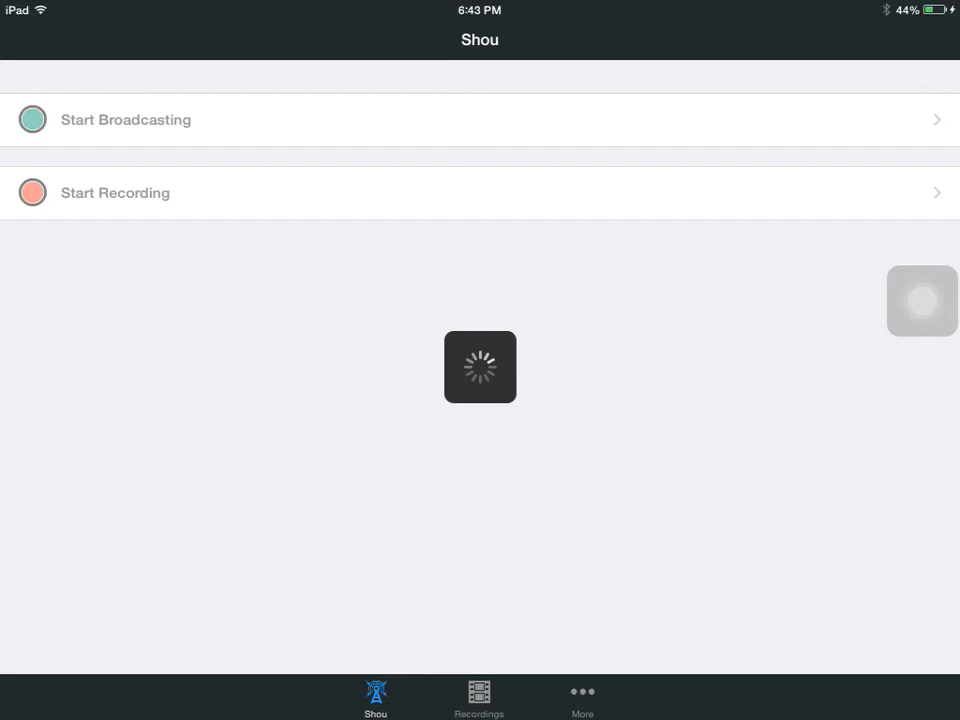 iPad 6:43 PM 44%
Shou
Start Broadcasting
Start Recording
Shou Recordings More